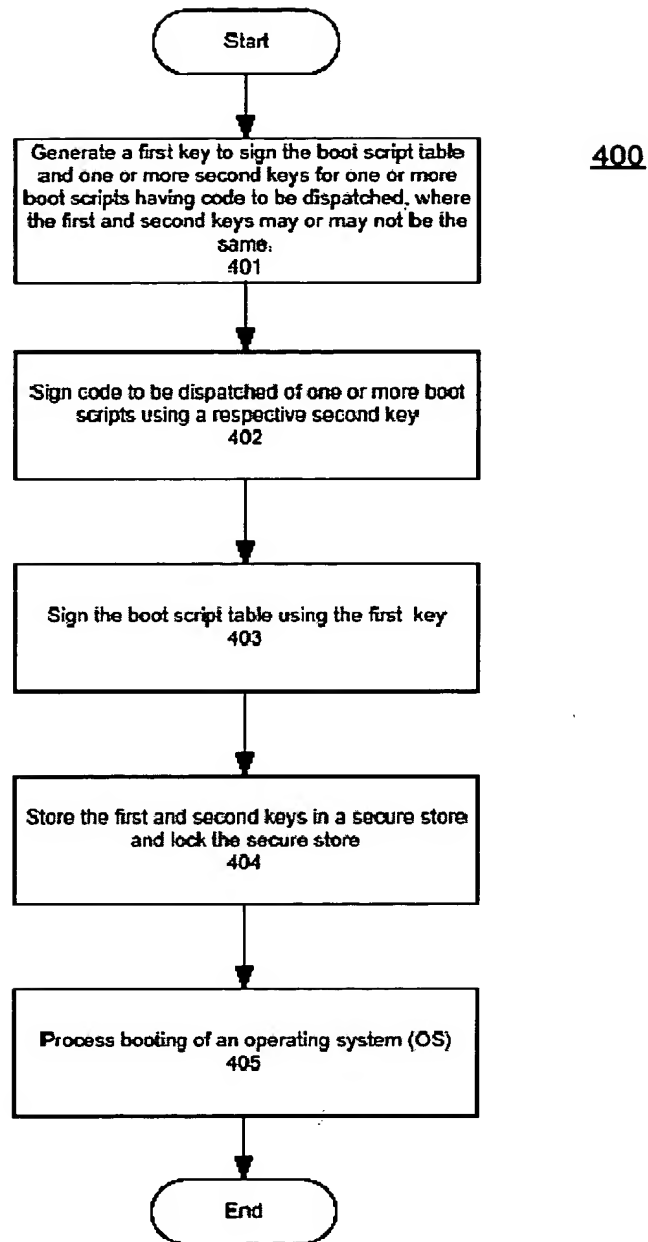 Start
400
Generate a first key to sign the boot script table
and one or more second keys for one or more
boot scripts having code to be dispatched, where
the first and second keys may or may not be the
same.
401
Sign code to be dispatched of one or more boot
scripts using a respective second key
402
Sign the boot script table using the first key
403
Store the first and second keys in a secure store
and lock the secure store
404
Process booting of an operating system (OS)
405
End